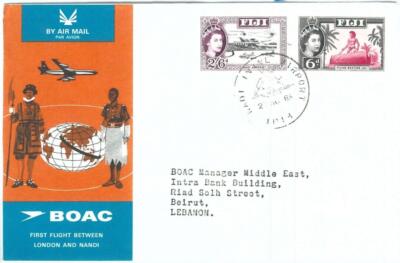 BY AIR MAIL
PAR AVION
BOAC
FIRST FLIGHT BETWEEN
LONDON AND NANDI
FIJI
2/6
FIJI
6d
AIRPORT
BOAC Manager Middle East,
Intra Bank Building,
Riad Solh Street,
Beirut,
LEBANON.